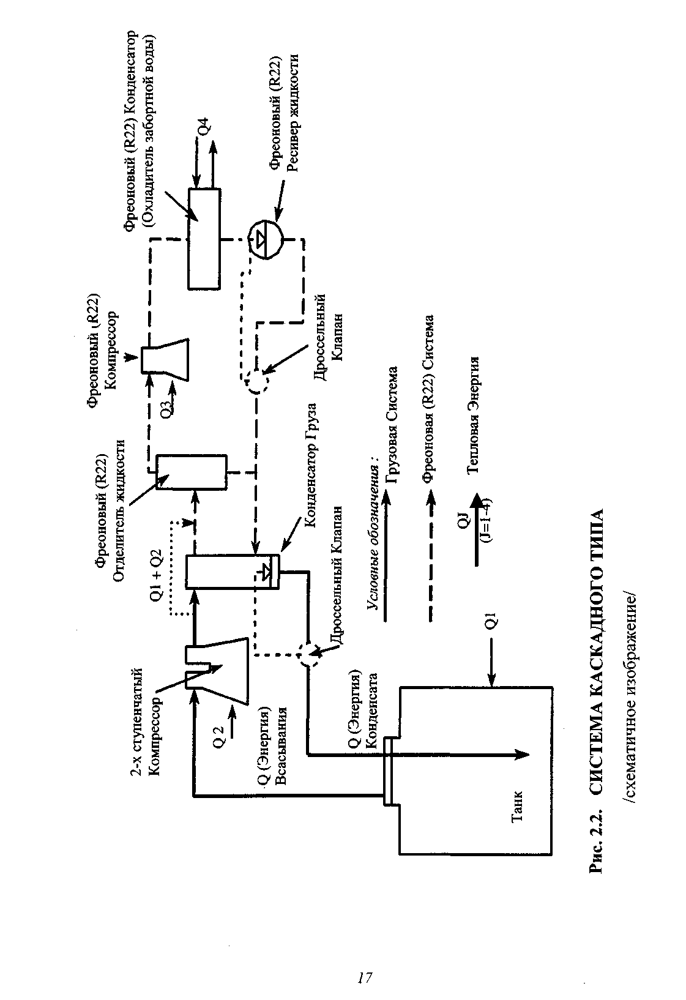 Фреоновый (R22) Конденсатор
(Охладитель забортной воды)
Q4
Фреоновый (R22)
Ресивер жидкости
Фреоновый (R22)
Компрессор
Q3
Дроссельный
Клапан
Фреоновый (R22)
Отделитель жидкости
Q1 + Q2
Конденсатор Груза
Дроссельный Клапан
2-х ступенчатый
Компрессор
Q 2
Q (Энергия)
Всасывания
Q (Энергия)
Конденсата
Танк
Q1
Условные обозначения :
Грузовая Система
Фреоновая (R22) Система
QJ
(J=1-4)
Тепловая Энергия
Рис. 2.2. СИСТЕМА КАСКАДНОГО ТИПА
/схематичное изображение/
17